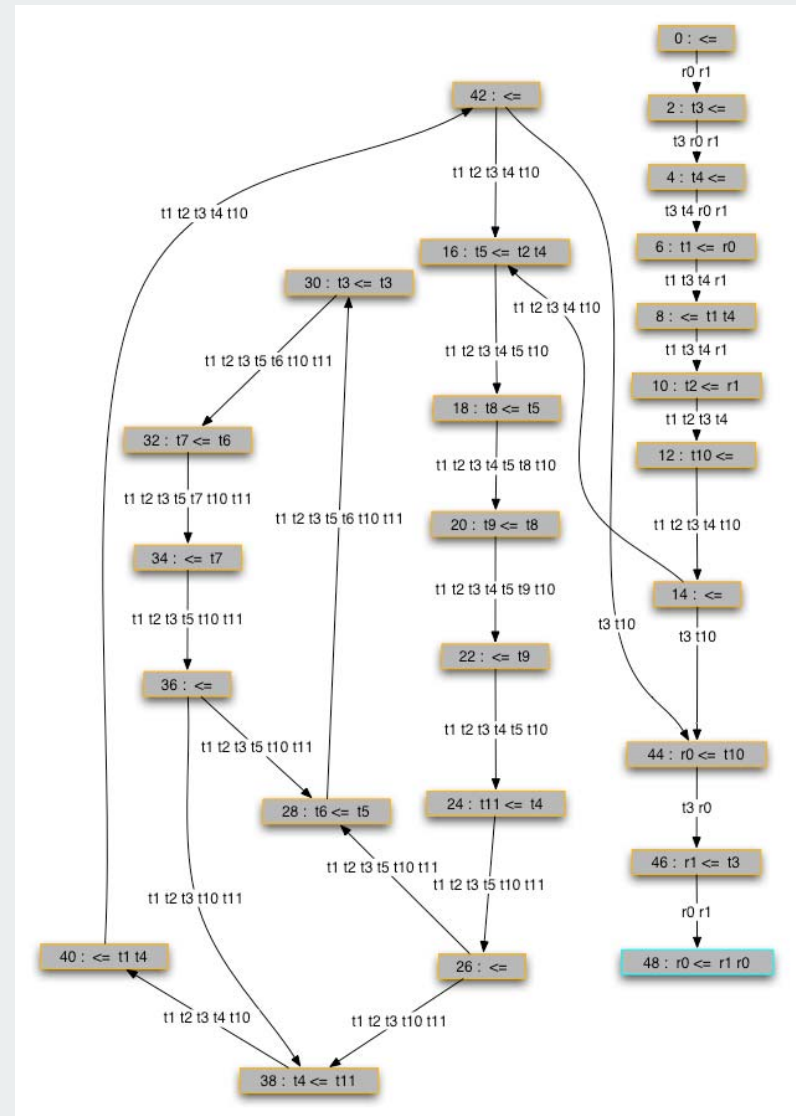 0 : <=
r0 r1
2 : t3 <=
t3 r0 r1
4 : t4 <=
t3 t4 r0 r1
6 : t1 <= r0
t1 t3 t4 r1
8 : <= t1 t4
t1 t3 t4 r1
10 : t2 <= r1
t1 t2 t3 t4
12 : t10 <=
t1 t2 t3 t4 t10
14 : <=
t3 t10
t1 t2 t3 t4 t10
42 : <=
t1 t2 t3 t4 t10
t3 t10
16 : t5 <= t2 t4
t1 t2 t3 t4 t5 t10
18 : t8 <= t5
t1 t2 t3 t4 t5 t8 t10
20 : t9 <= t8
t1 t2 t3 t4 t5 t9 t10
22 : <= t9
t1 t2 t3 t4 t5 t10
24 : t11 <= t4
t1 t2 t3 t5 t10 t11
26 : <=
t1 t2 t3 t5 t10 t11
t1 t2 t3 t10 t11
28 : t6 <= t5
t1 t2 t3 t5 t6 t10 t11
30 : t3 <= t3
t1 t2 t3 t5 t6 t10 t11
32 : t7 <= t6
t1 t2 t3 t5 t7 t10 t11
34 : <= t7
t1 t2 t3 t5 t10 t11
36 : <=
t1 t2 t3 t5 t10 t11
t1 t2 t3 t10 t11
38 : t4 <= t11
t1 t2 t3 t4 t10
40 : <= t1 t4
t1 t2 t3 t4 t10
44 : r0 <= t10
t3 r0
46 : r1 <= t3
r0 r1
48 : r0 <= r1 r0